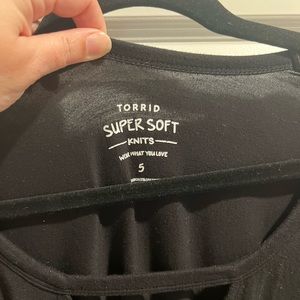 TORRID
SUPER SOFT
KNITS
WEAR WHAT YOU LOVE
5